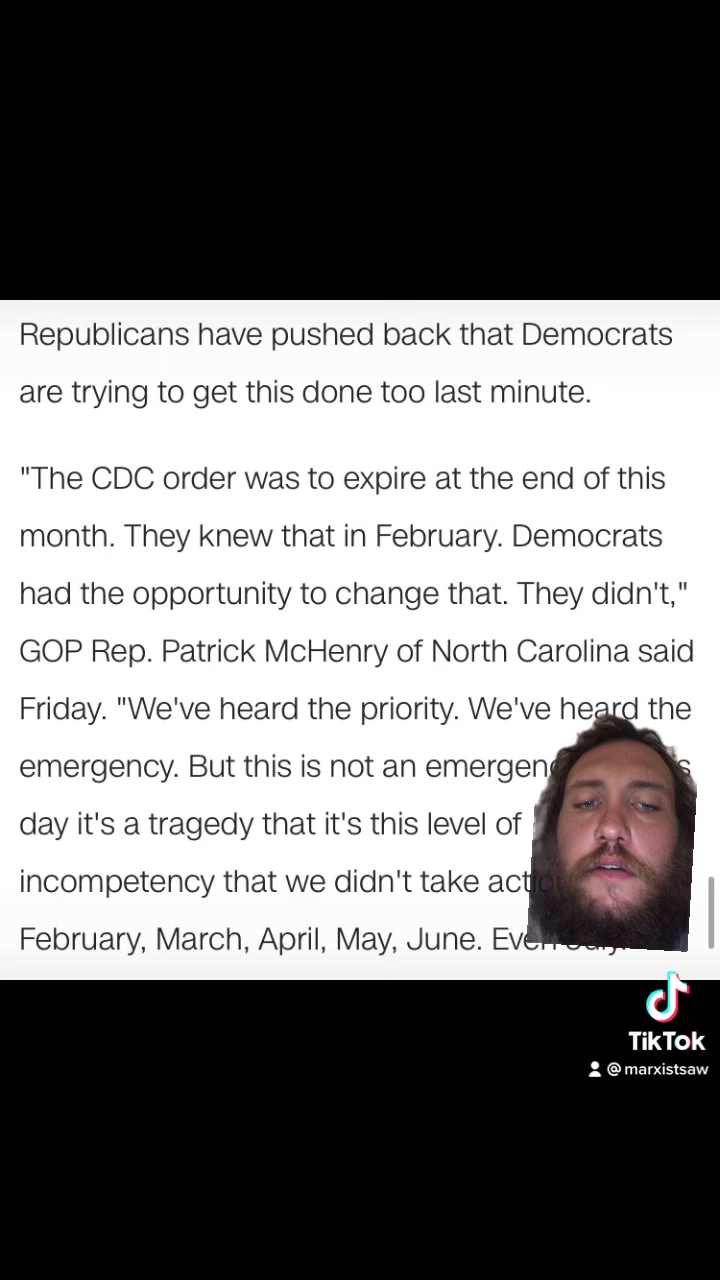 Republicans have pushed back that Democrats
are trying to get this done too last minute.
"The CDC order was to expire at the end of this
month. They knew that in February. Democrats
had the opportunity to change that. They didn't,"
GOP Rep. Patrick McHenry of North Carolina said
Friday. "We've heard the priority. We've heard the
emergency. But this is not an
day it's a tragedy that it's this level of
incompetency that we didn't take
February, March, April, May, June. Even July.
TikTok
@marxistsaw